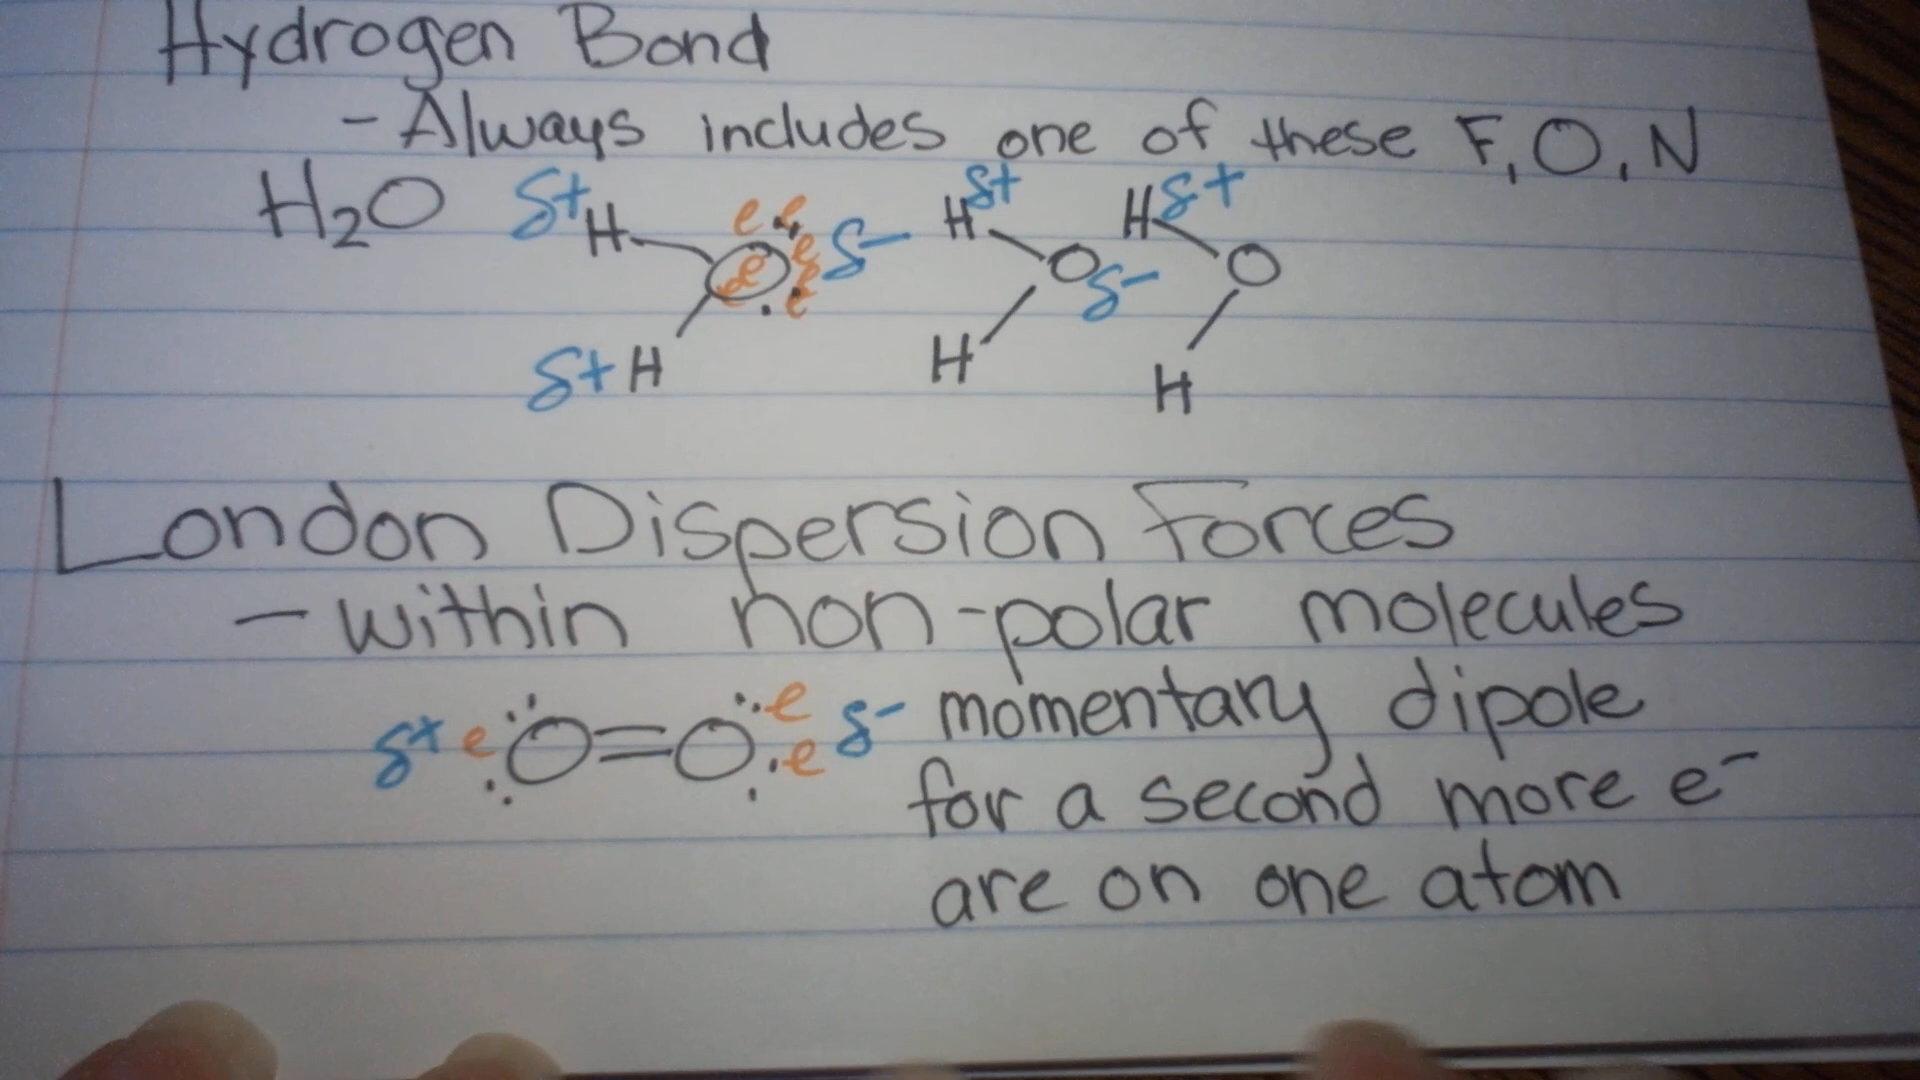 Hydrogen Bond
- Always includes one of these F, O, N
H₂O δ+ H e e e e e e δ- H δ+ O δ- H δ+ O
δ+ H H H
London Dispersion Forces
- within non-polar molecules
δ+ e O=O e e δ- momentary dipole
for a second more e⁻
are on one atom